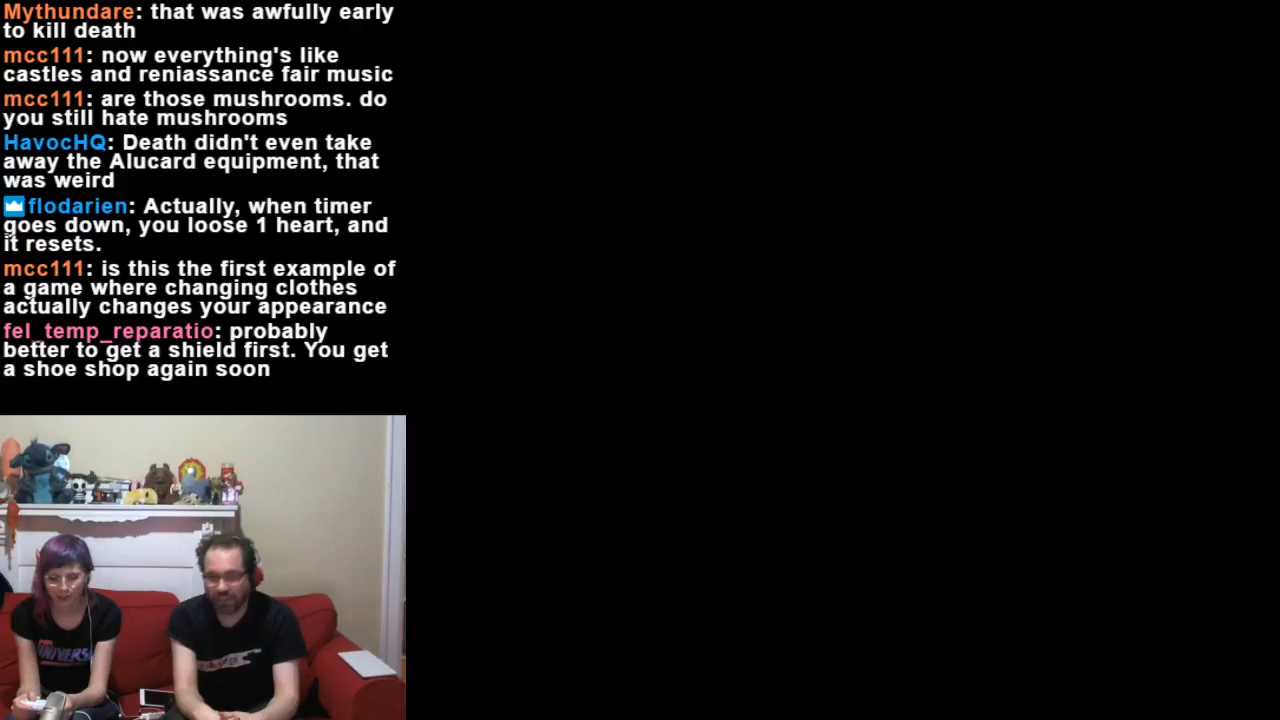 Mythundare: that was awfully early
to kill death
mcc111: now everything's like
castles and reniassance fair music
mcc111: are those mushrooms. do
you still hate mushrooms
HavocHQ: Death didn't even take
away the Alucard equipment, that
was weird
flodarien: Actually, when timer
goes down, you loose 1 heart, and
it resets.
mcc111: is this the first example of
a game where changing clothes
actually changes your appearance
fel_temp_reparatio: probably
better to get a shield first. You get
a shoe shop again soon